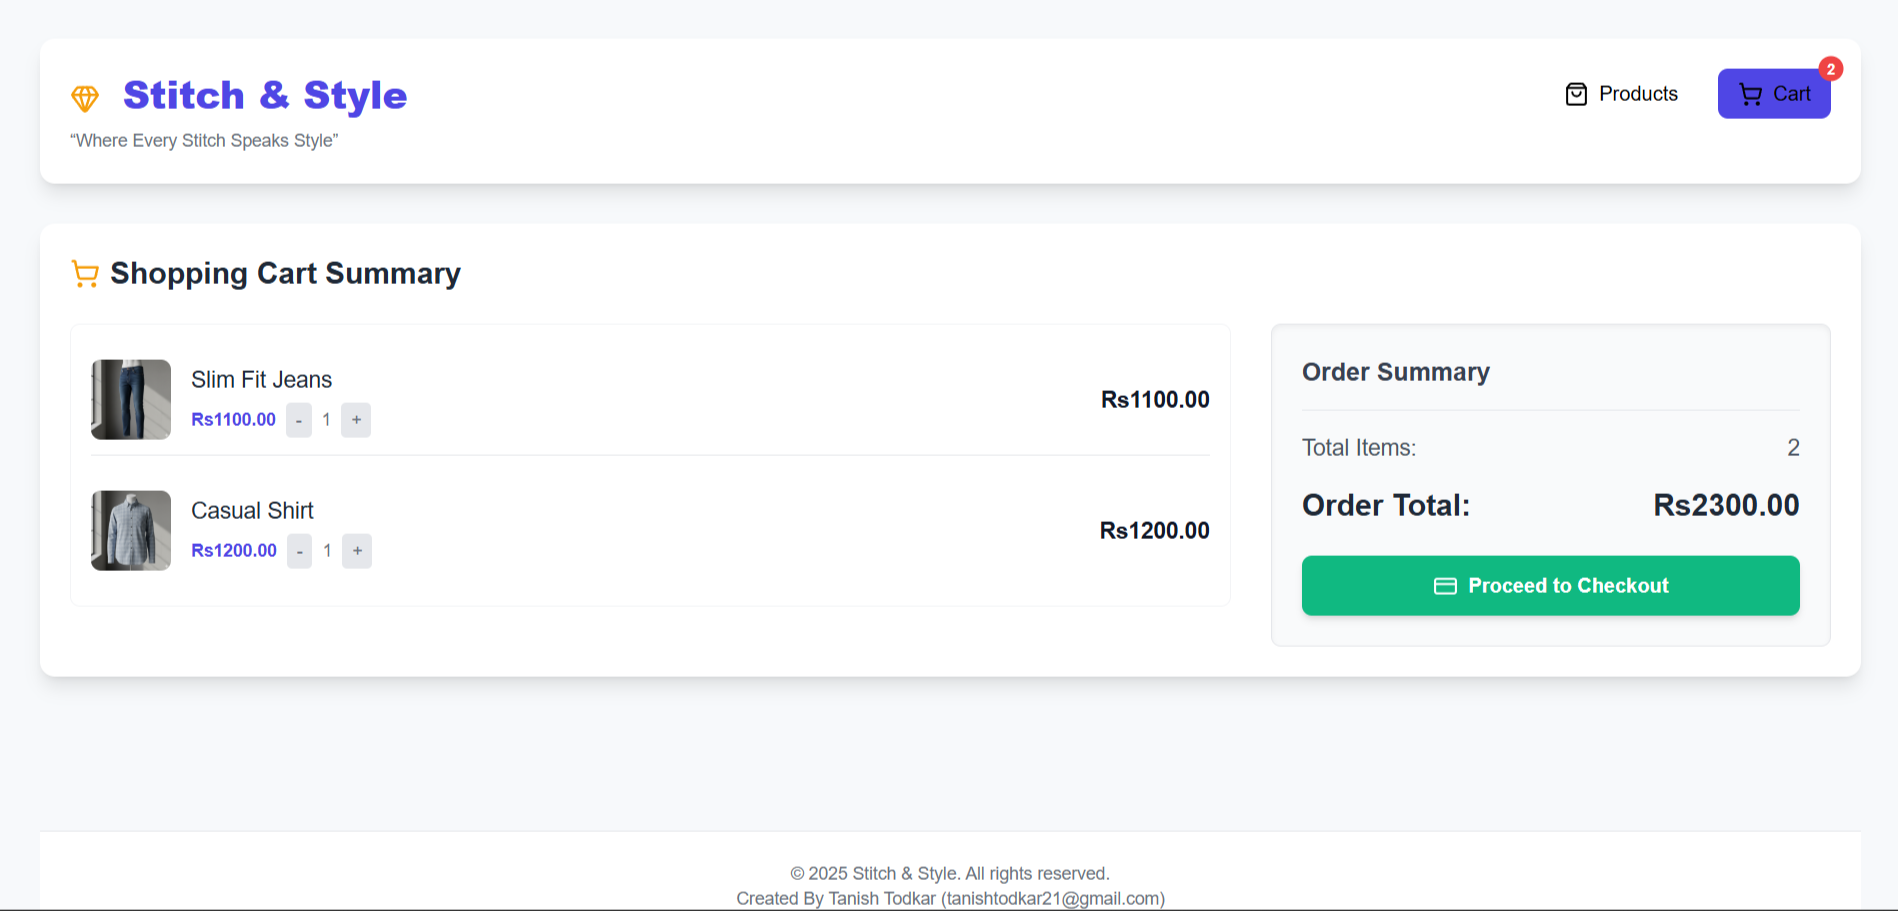 Stitch & Style
“Where Every Stitch Speaks Style”
Products
Cart
2
Shopping Cart Summary
Slim Fit Jeans
Rs1100.00 - 1 +
Rs1100.00
Casual Shirt
Rs1200.00 - 1 +
Rs1200.00
Order Summary
Total Items: 2
Order Total: Rs2300.00
Proceed to Checkout
© 2025 Stitch & Style. All rights reserved.
Created By Tanish Todkar (tanishtodkar21@gmail.com)